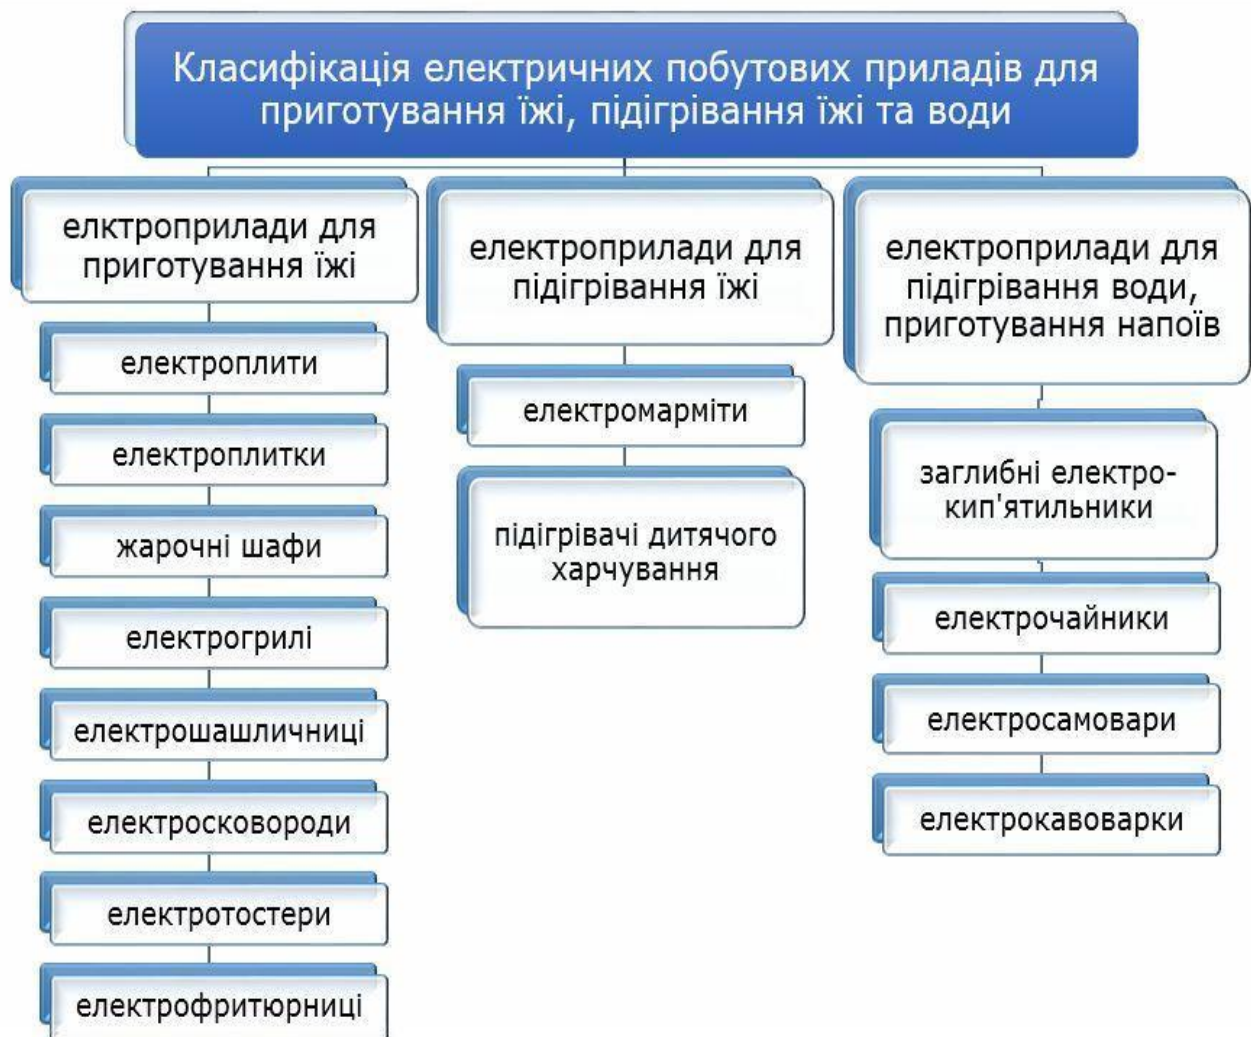 Класифікація електричних побутових приладів для
приготування їжі, підігрівання їжі та води
елктроприлади для
приготування їжі
електроплити
електроплитки
жарочні шафи
електрогрилі
електрошашличниці
електросковороди
електротостери
електрофритюрниці
електроприлади для
підігрівання їжі
електромарміти
підігрівачі дитячого
харчування
електроприлади для
підігрівання води,
приготування напоїв
заглибні електро-
кип'ятильники
електрочайники
електросамовари
електрокавоварки